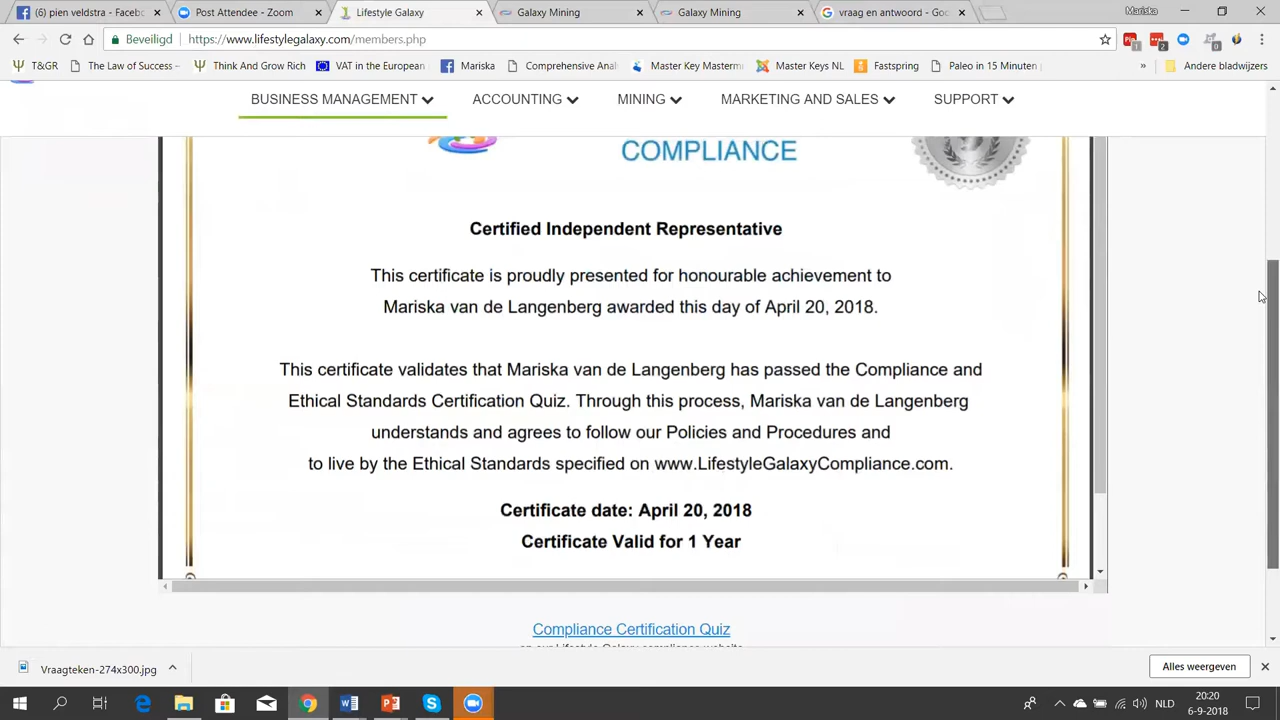 (6) pien veldstra - Faceb
Post Attendee - Zoom
Lifestyle Galaxy
Galaxy Mining
Galaxy Mining
vraag en antwoord - Goo
Mariska
Beveiligd
https://www.lifestylegalaxy.com/members.php
T&GR
The Law of Success -
Think And Grow Rich
VAT in the European
Mariska
Comprehensive Anal
Master Key Masterm
Master Keys NL
Fastspring
Paleo in 15 Minuten
»
Andere bladwijzers
BUSINESS MANAGEMENT
ACCOUNTING
MINING
MARKETING AND SALES
SUPPORT
COMPLIANCE
Certified Independent Representative
This certificate is proudly presented for honourable achievement to
Mariska van de Langenberg awarded this day of April 20, 2018.
This certificate validates that Mariska van de Langenberg has passed the Compliance and
Ethical Standards Certification Quiz. Through this process, Mariska van de Langenberg
understands and agrees to follow our Policies and Procedures and
to live by the Ethical Standards specified on www.LifestyleGalaxyCompliance.com.
Certificate date: April 20, 2018
Certificate Valid for 1 Year
Compliance Certification Quiz
on our Lifestyle Galaxy compliance website
Vraagteken-274x300.jpg
Alles weergeven
NLD
20:20
6-9-2018